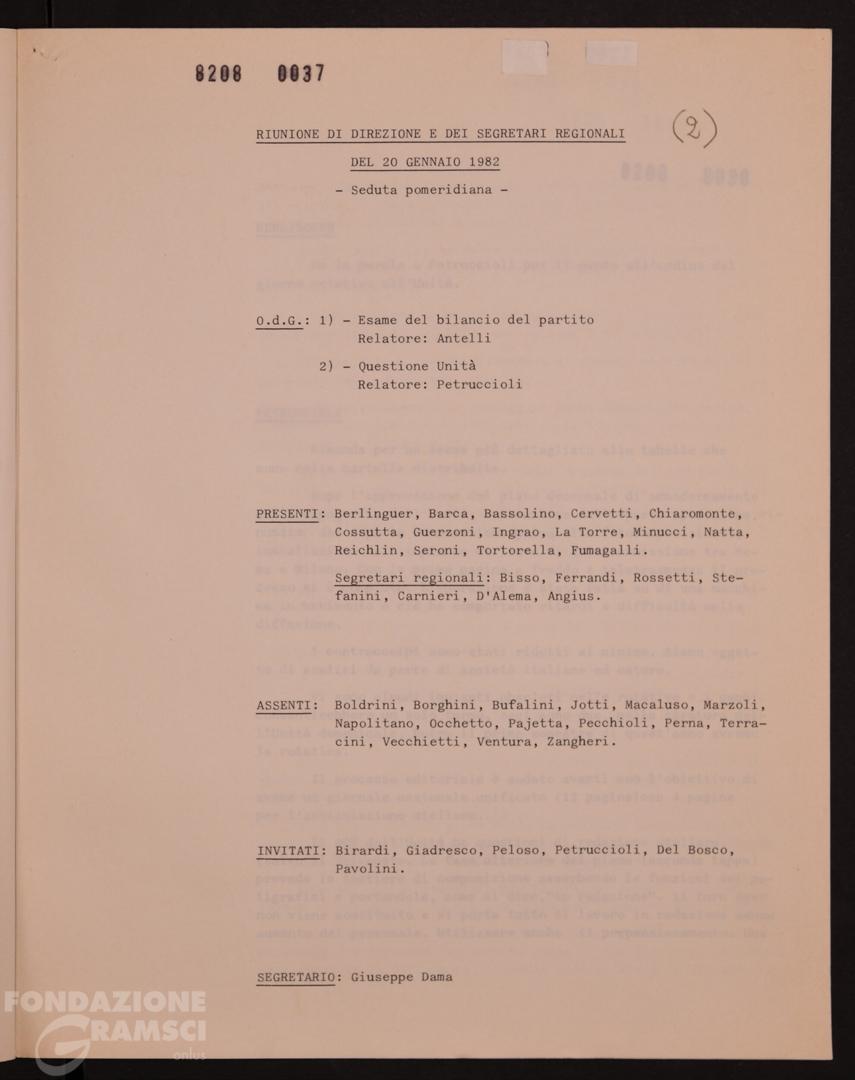 8208 0037
RIUNIONE DI DIREZIONE E DEI SEGRETARI REGIONALI
(2)
DEL 20 GENNAIO 1982
- Seduta pomeridiana -
O.d.G.: 1) - Esame del bilancio del partito
Relatore: Antelli
2) - Questione Unità
Relatore: Petruccioli
PRESENTI: Berlinguer, Barca, Bassolino, Cervetti, Chiaromonte,
Cossutta, Guerzoni, Ingrao, La Torre, Minucci, Natta,
Reichlin, Seroni, Tortorella, Fumagalli.
Segretari regionali: Bisso, Ferrandi, Rossetti, Ste-
fanini, Carnieri, D'Alema, Angius.
ASSENTI: Boldrini, Borghini, Bufalini, Jotti, Macaluso, Marzoli,
Napolitano, Occhetto, Pajetta, Pecchioli, Perna, Terra-
cini, Vecchietti, Ventura, Zangheri.
INVITATI: Birardi, Giadresco, Peloso, Petruccioli, Del Bosco,
Pavolini.
SEGRETARIO: Giuseppe Dama
FONDAZIONE
GRAMSCI
onlus